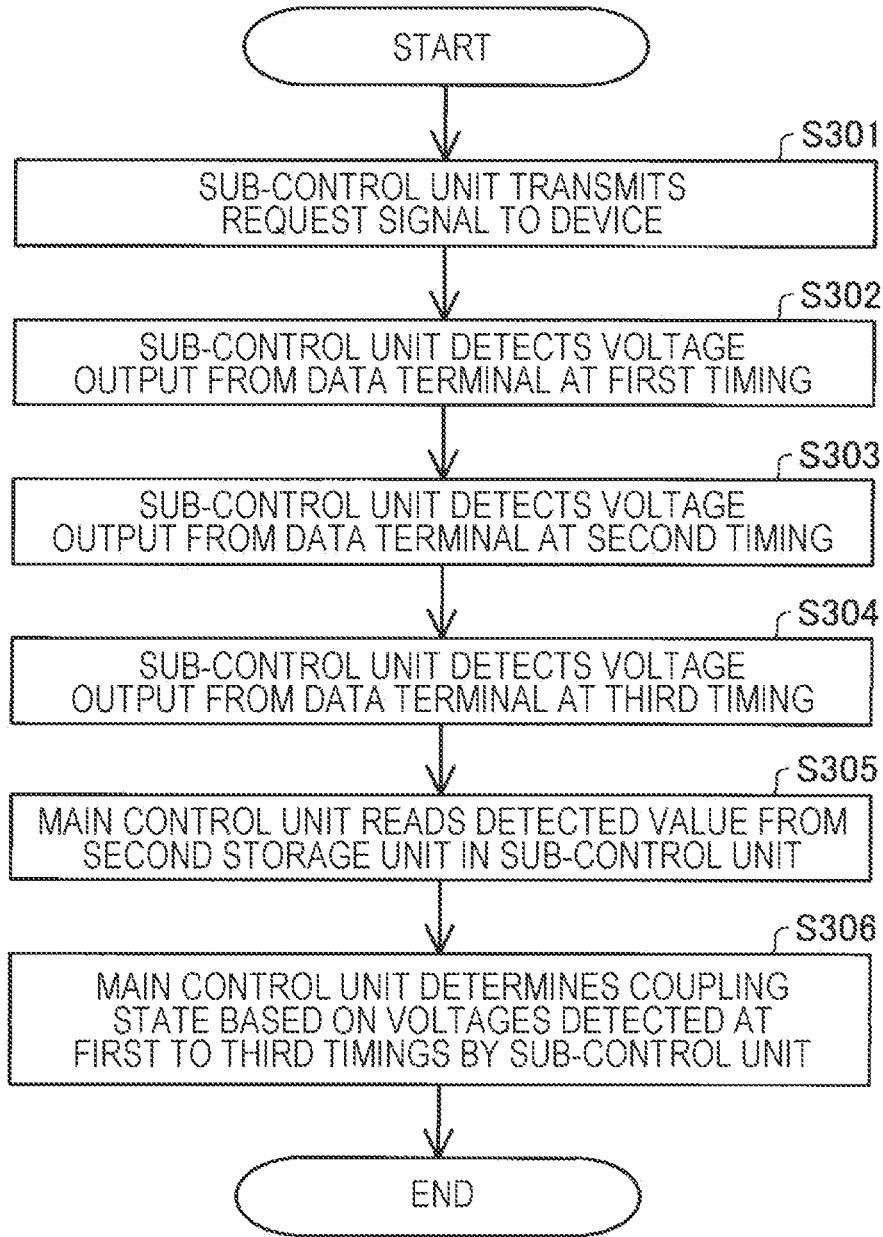 START
S301
SUB-CONTROL UNIT TRANSMITS
REQUEST SIGNAL TO DEVICE
S302
SUB-CONTROL UNIT DETECTS VOLTAGE
OUTPUT FROM DATA TERMINAL AT FIRST TIMING
S303
SUB-CONTROL UNIT DETECTS VOLTAGE
OUTPUT FROM DATA TERMINAL AT SECOND TIMING
S304
SUB-CONTROL UNIT DETECTS VOLTAGE
OUTPUT FROM DATA TERMINAL AT THIRD TIMING
S305
MAIN CONTROL UNIT READS DETECTED VALUE FROM
SECOND STORAGE UNIT IN SUB-CONTROL UNIT
S306
MAIN CONTROL UNIT DETERMINES COUPLING
STATE BASED ON VOLTAGES DETECTED AT
FIRST TO THIRD TIMINGS BY SUB-CONTROL UNIT
END